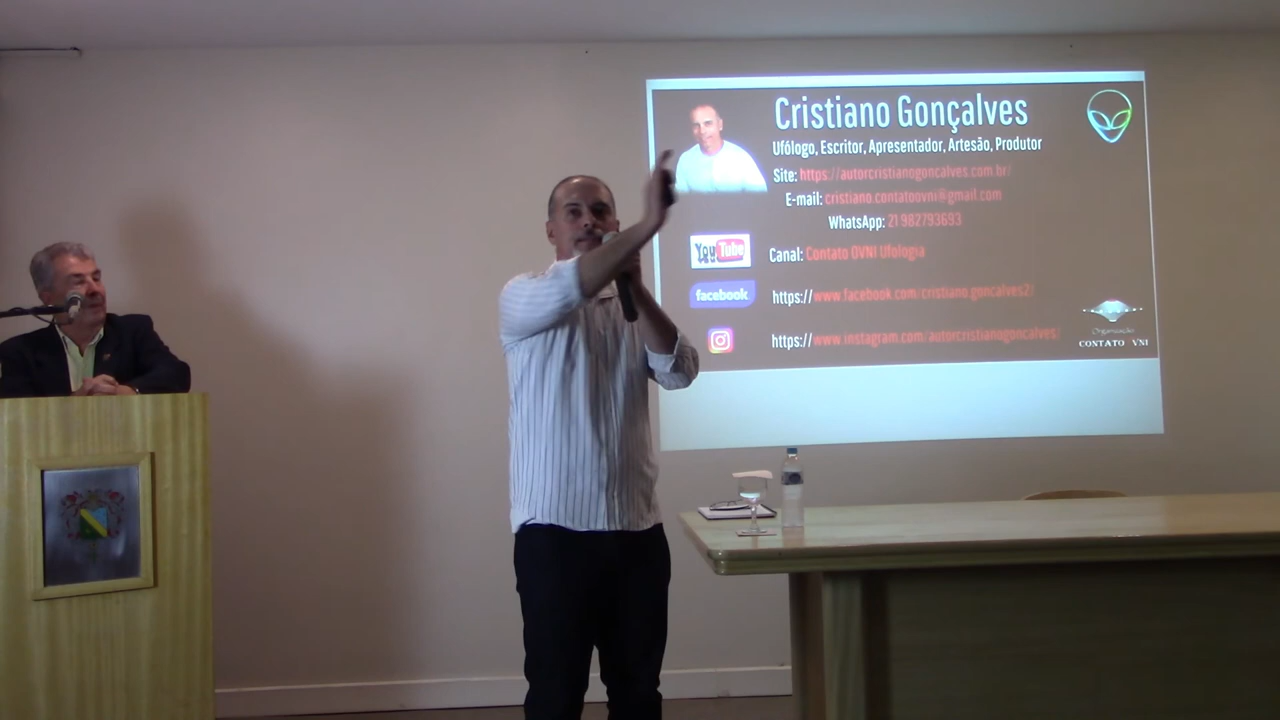 Cristiano Gonçalves
Ufólogo, Escritor, Apresentador, Artesão, Produtor
Site: https://autorcristianogoncalves.com.br/
E-mail: cristiano.contatoovni@gmail.com
WhatsApp: 21 982793693
YouTube
Canal: Contato OVNI Ufologia
facebook
https://www.facebook.com/cristiano.goncalves2/
https://www.instagram.com/autorcristianogoncalves/
Organização
CONTATO VNI